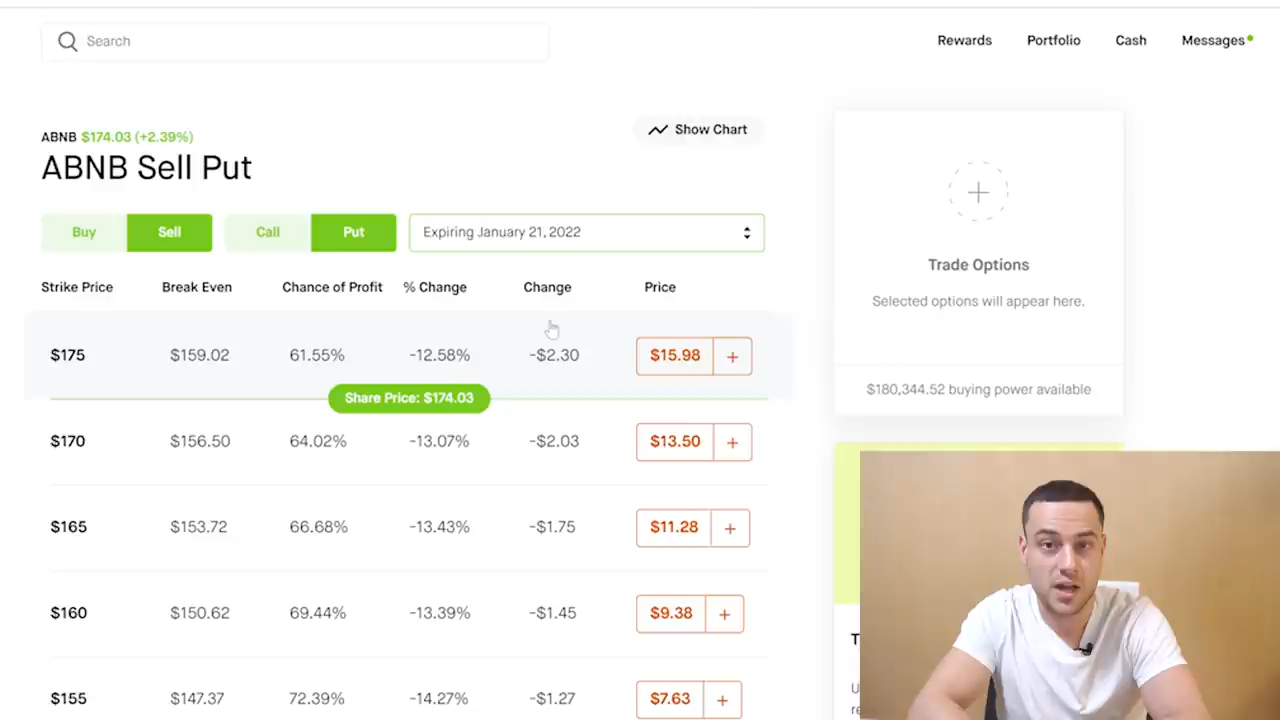 Search
Rewards Portfolio Cash Messages
ABNB $174.03 (+2.39%)
ABNB Sell Put
Show Chart
Buy Sell Call Put Expiring January 21, 2022
Strike Price Break Even Chance of Profit % Change Change Price
$175 $159.02 61.55% -12.58% -$2.30 $15.98 +
Share Price: $174.03
$170 $156.50 64.02% -13.07% -$2.03 $13.50 +
$165 $153.72 66.68% -13.43% -$1.75 $11.28 +
$160 $150.62 69.44% -13.39% -$1.45 $9.38 +
$155 $147.37 72.39% -14.27% -$1.27 $7.63 +
Trade Options
Selected options will appear here.
$180,344.52 buying power available